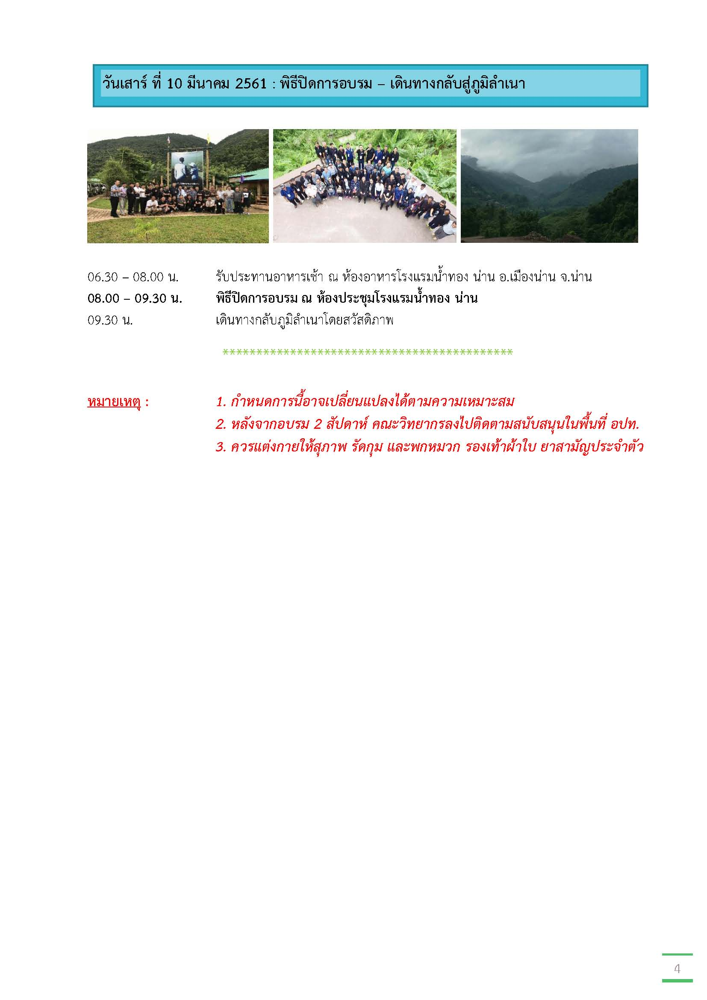 วันเสาร์ ที่ 10 มีนาคม 2561 : พิธีปิดการอบรม – เดินทางกลับสู่ภูมิลำเนา
06.30 – 08.00 น. รับประทานอาหารเช้า ณ ห้องอาหารโรงแรมน้ำทอง น่าน อ.เมืองน่าน จ.น่าน
08.00 – 09.30 น. พิธีปิดการอบรม ณ ห้องประชุมโรงแรมน้ำทอง น่าน
09.30 น. เดินทางกลับภูมิลำเนาโดยสวัสดิภาพ
*******************************************
หมายเหตุ : 1. กำหนดการนี้อาจเปลี่ยนแปลงได้ตามความเหมาะสม
2. หลังจากอบรม 2 สัปดาห์ คณะวิทยากรลงไปติดตามสนับสนุนในพื้นที่ อปท.
3. ควรแต่งกายให้สุภาพ รัดกุม และพกหมวก รองเท้าผ้าใบ ยาสามัญประจำตัว
4